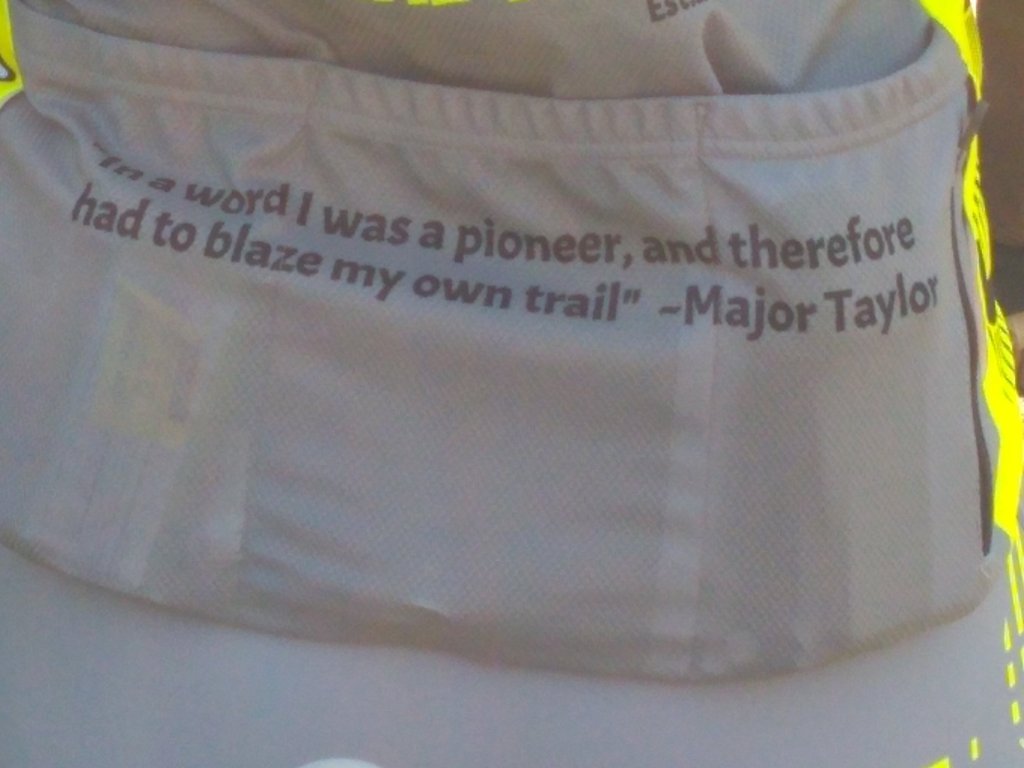 "In a word I was a pioneer, and therefore
had to blaze my own trail" ~Major Taylor